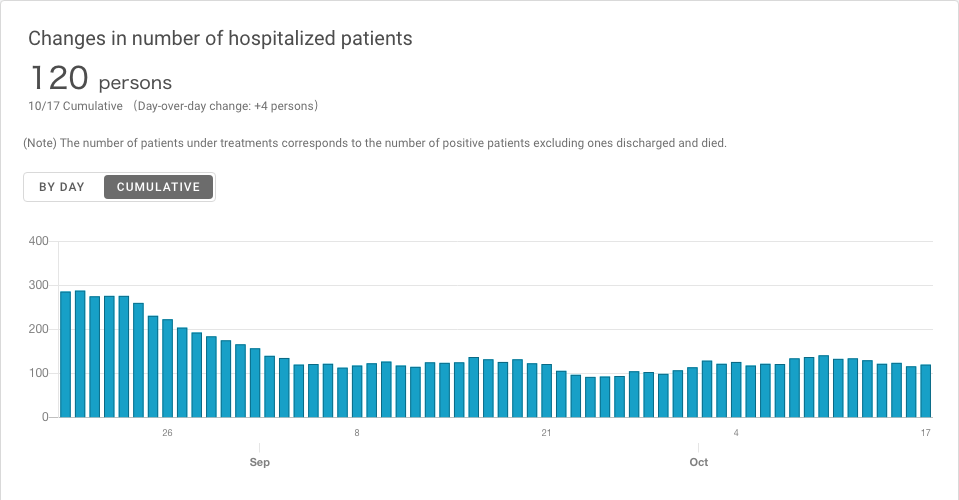 Changes in number of hospitalized patients
120 persons
10/17 Cumulative （Day-over-day change: +4 persons）
(Note) The number of patients under treatments corresponds to the number of positive patients excluding ones discharged and died.
BY DAY CUMULATIVE
400
300
200
100
0
26 8 21 4 17
Sep Oct